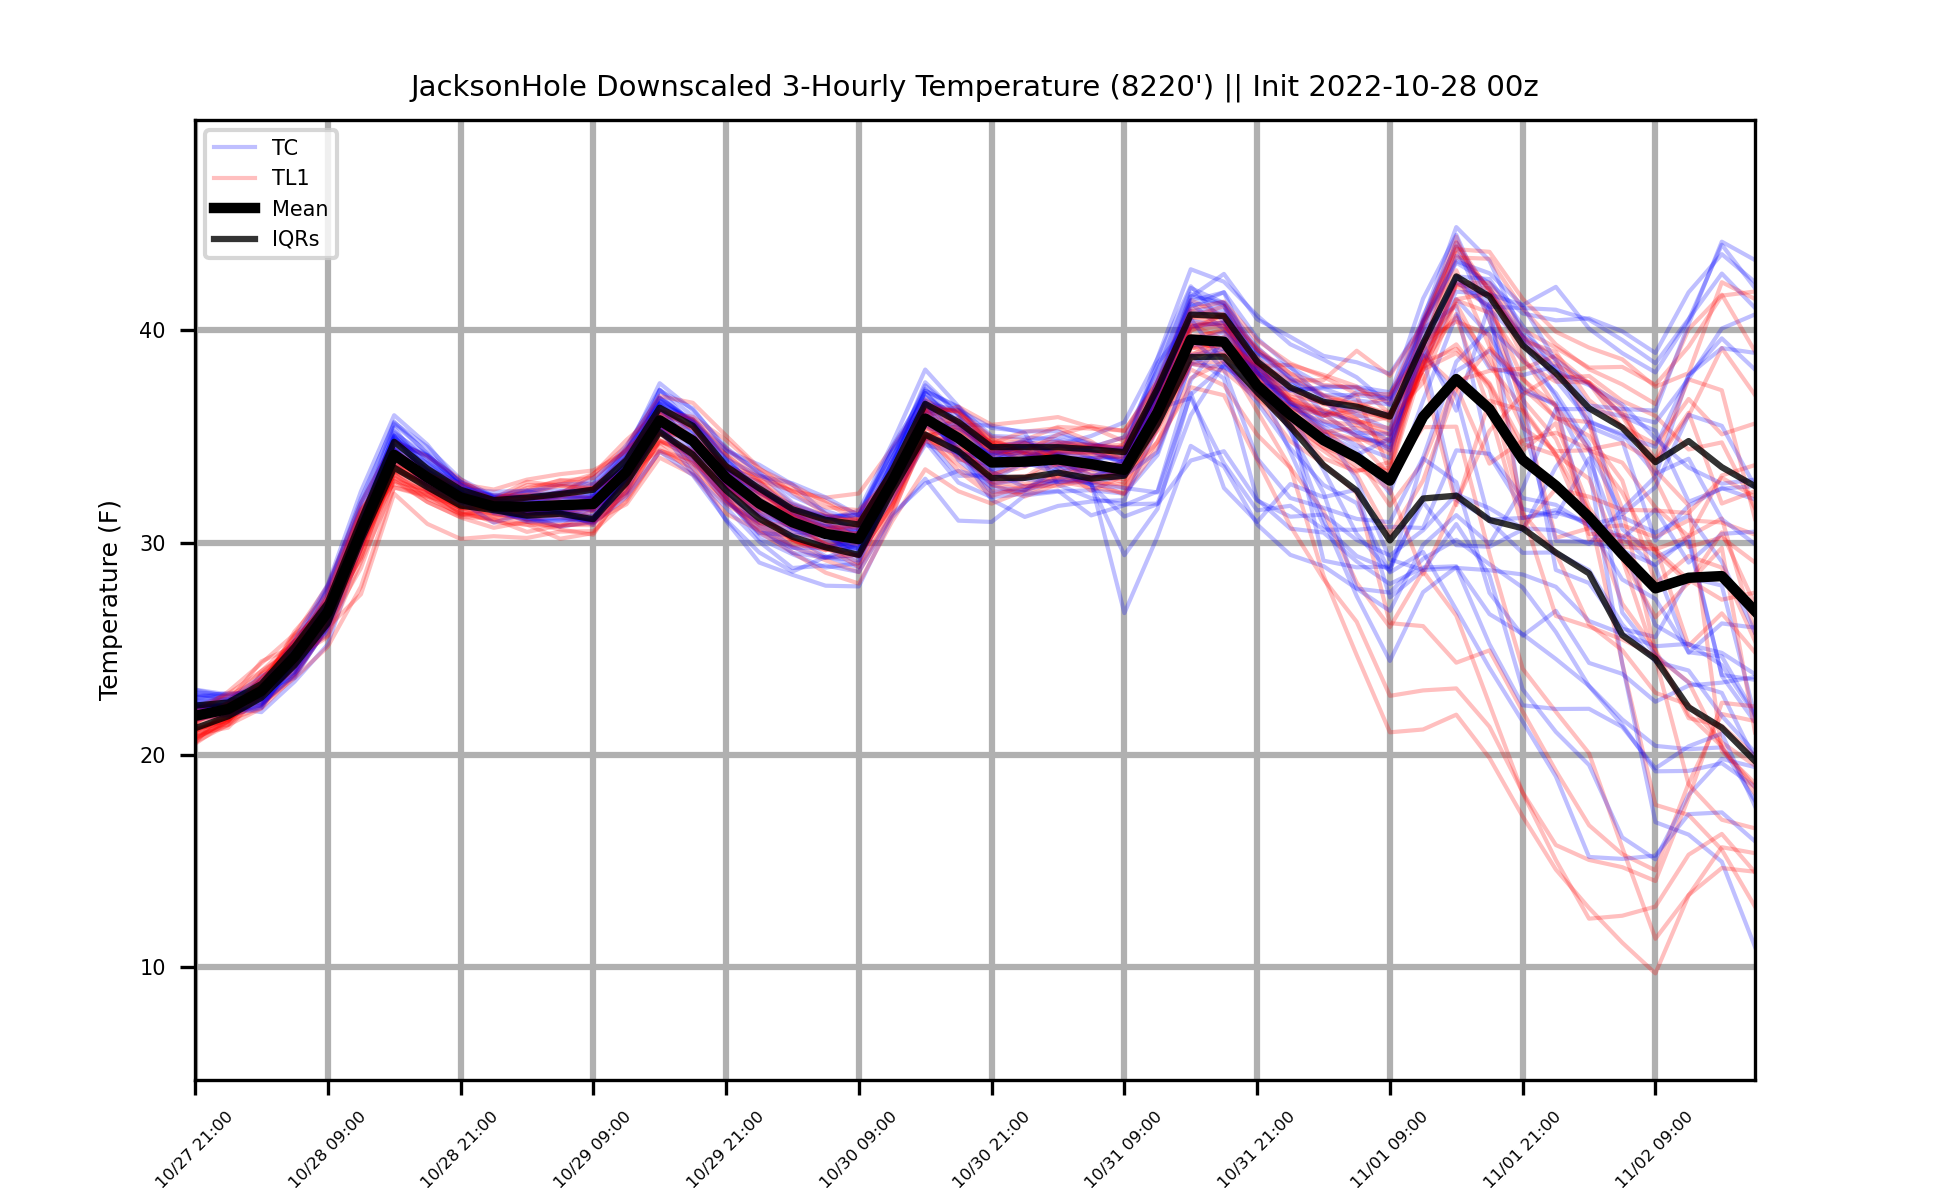 JacksonHole Downscaled 3-Hourly Temperature (8220') || Init 2022-10-28 00z
TC
TL1
Mean
IQRs
Temperature (F)
40
30
20
10
10/27 21:00
10/28 09:00
10/28 21:00
10/29 09:00
10/29 21:00
10/30 09:00
10/30 21:00
10/31 09:00
10/31 21:00
11/01 09:00
11/01 21:00
11/02 09:00